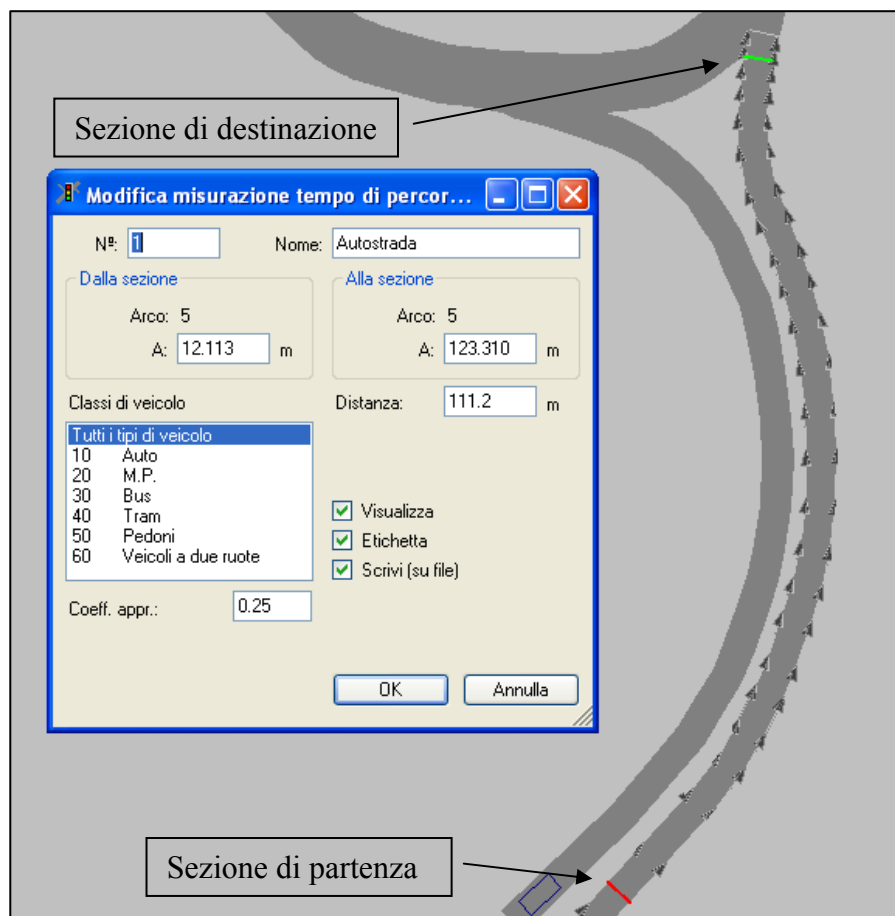 Sezione di destinazione
Modifica misurazione tempo di percor...
Nº: 1 Nome: Autostrada
Dalla sezione Alla sezione
Arco: 5 Arco: 5
A: 12.113 m A: 123.310 m
Classi di veicolo Distanza: 111.2 m
Tutti i tipi di veicolo
10 Auto
20 M.P.
30 Bus
40 Tram
50 Pedoni
60 Veicoli a due ruote
Visualizza
Etichetta
Scrivi (su file)
Coeff. appr.: 0.25
OK Annulla
Sezione di partenza